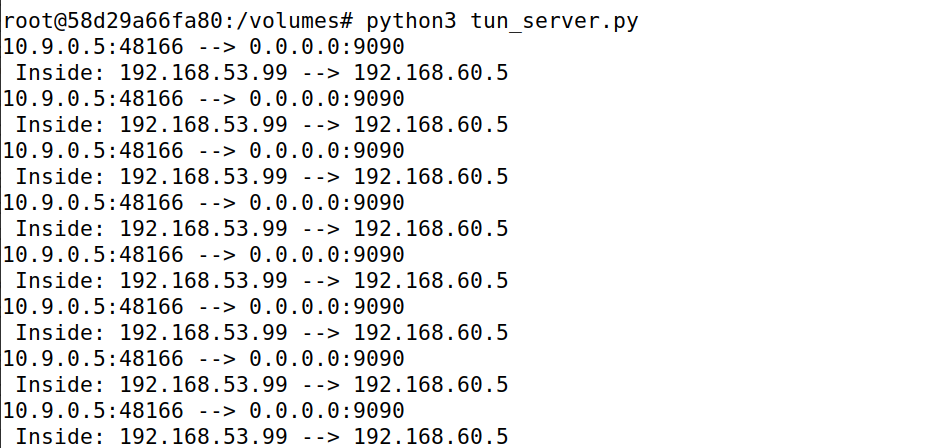 root@58d29a66fa80:/volumes# python3 tun_server.py
10.9.0.5:48166 --> 0.0.0.0:9090
 Inside: 192.168.53.99 --> 192.168.60.5
10.9.0.5:48166 --> 0.0.0.0:9090
 Inside: 192.168.53.99 --> 192.168.60.5
10.9.0.5:48166 --> 0.0.0.0:9090
 Inside: 192.168.53.99 --> 192.168.60.5
10.9.0.5:48166 --> 0.0.0.0:9090
 Inside: 192.168.53.99 --> 192.168.60.5
10.9.0.5:48166 --> 0.0.0.0:9090
 Inside: 192.168.53.99 --> 192.168.60.5
10.9.0.5:48166 --> 0.0.0.0:9090
 Inside: 192.168.53.99 --> 192.168.60.5
10.9.0.5:48166 --> 0.0.0.0:9090
 Inside: 192.168.53.99 --> 192.168.60.5
10.9.0.5:48166 --> 0.0.0.0:9090
 Inside: 192.168.53.99 --> 192.168.60.5